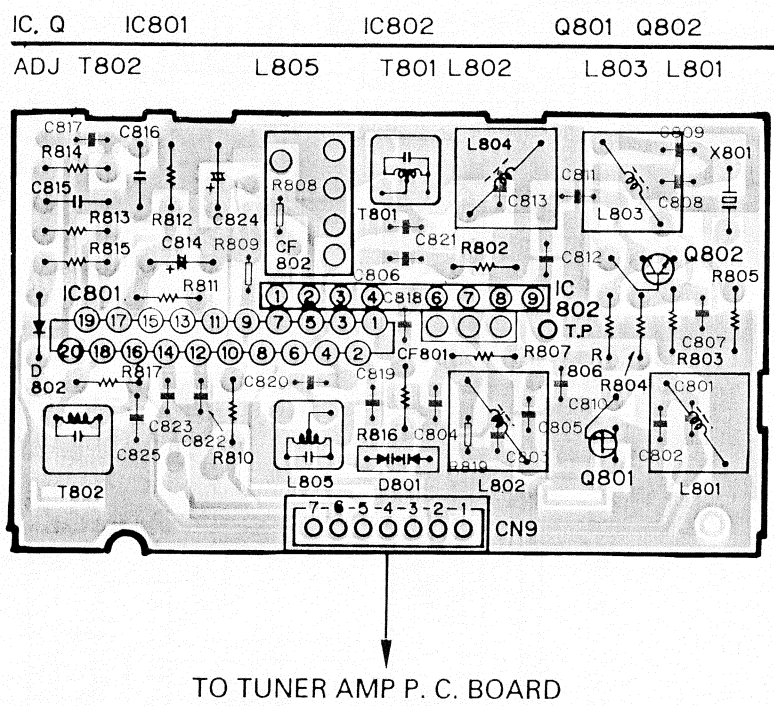 IC, Q IC801 IC802 Q801 Q802
ADJ T802 L805 T801 L802 L803 L801
C817 C816 L804 C809
R814 X801
C815 R808 C813 C811 C808
R813 R812 C824 T801 L803
R815 C814 R809 CF 802 C821 R802 C812 Q802
IC801 R811 C806 R805
1 2 3 4 6 7 8 9 IC 802
19 17 15 13 11 9 7 5 3 1 C818 T.P C807
20 18 16 14 12 10 8 6 4 2 CF801 R807 R R804 R803
D 802 R817 C820 C819 806 C801
C823 C822 R810 R816 C804 C805 C810 C802
C825 R819 C803
T802 L805 D801 L802 Q801 L801
7-6-5-4-3-2-1 CN9
TO TUNER AMP P. C. BOARD